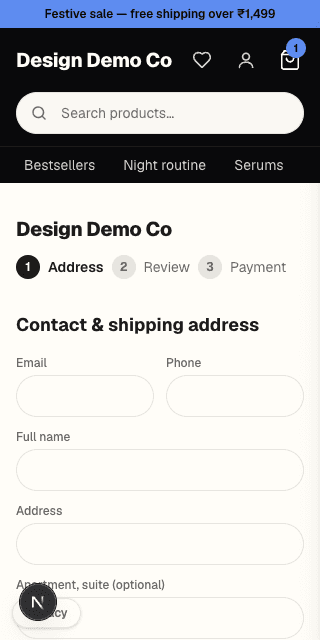 Festive sale — free shipping over ₹1,499
Design Demo Co
1
Search products...
Bestsellers Night routine Serums
Design Demo Co
1 Address 2 Review 3 Payment
Contact & shipping address
Email Phone
Full name
Address
Apartment, suite (optional)
N